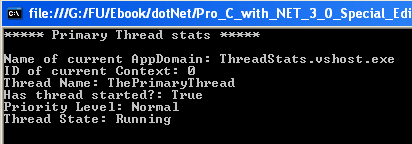 file:///G:/FU/Ebook/dotNet/Pro_C_with_NET_3_0_Special_Edi
***** Primary Thread stats *****
Name of current AppDomain: ThreadStats.vshost.exe
ID of current Context: 0
Thread Name: ThePrimaryThread
Has thread started?: True
Priority Level: Normal
Thread State: Running